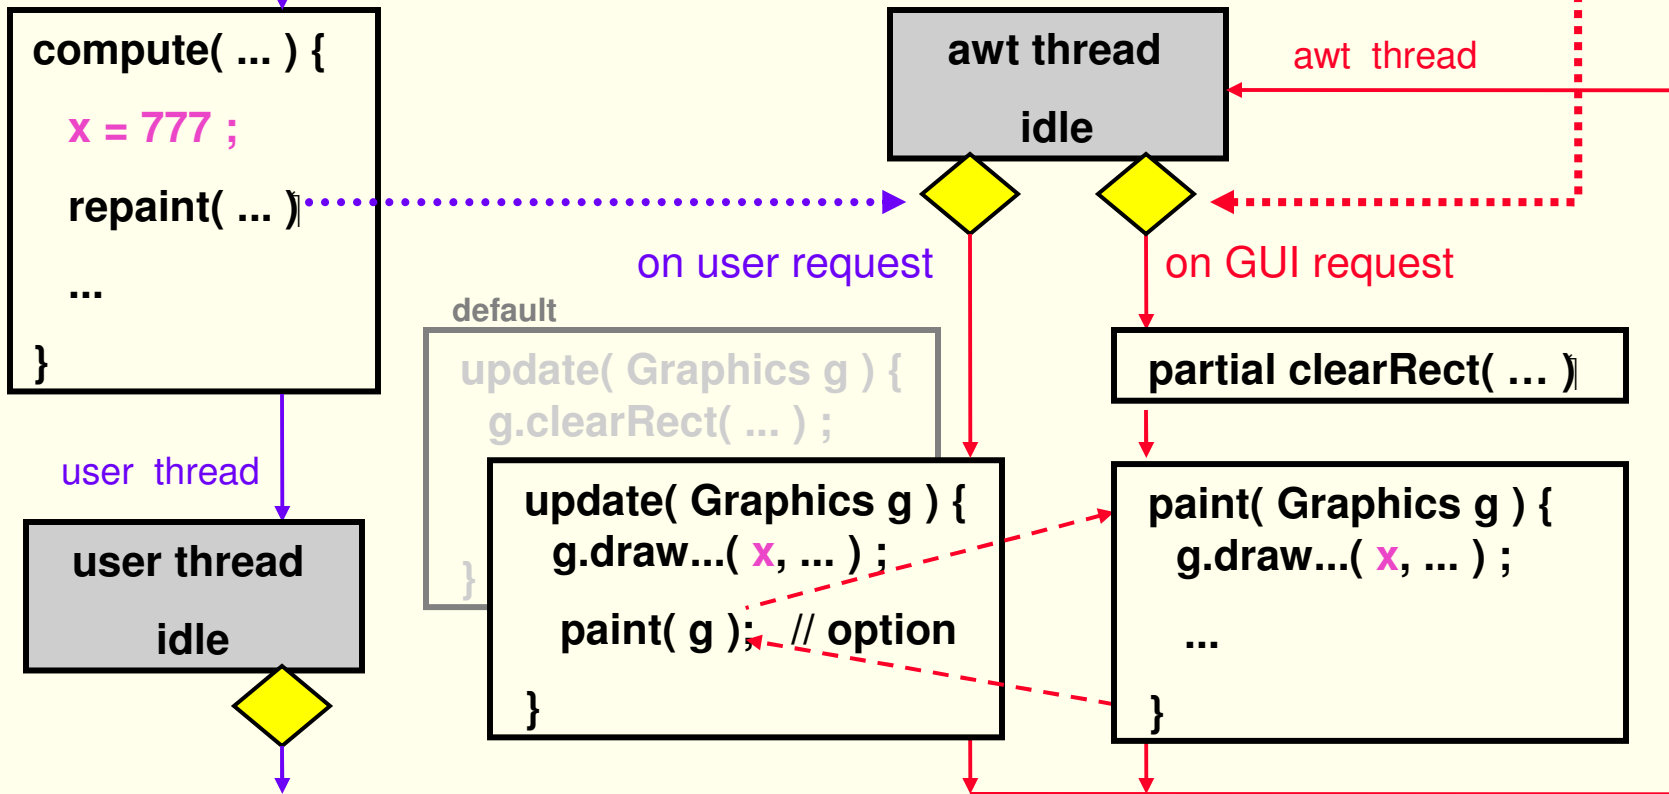 compute( ... ) {
x = 777 ;
repaint( ... )
...
}
user thread
user thread
idle
awt thread
idle
awt thread
on user request
on GUI request
default
update( Graphics g ) {
g.clearRect( ... ) ;
}
update( Graphics g ) {
g.draw...( x, ... ) ;
paint( g ); // option
}
partial clearRect( ... )
paint( Graphics g ) {
g.draw...( x, ... ) ;
...
}